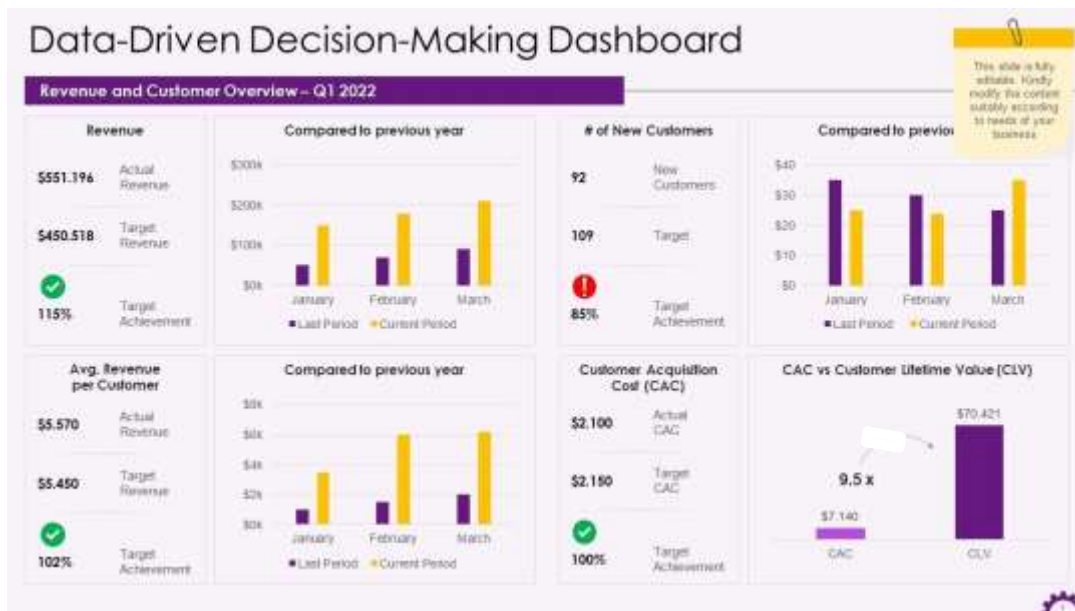 Data-Driven Decision-Making Dashboard
This slide is fully
editable. Kindly
modify the content
suitably according
to needs of your
business
Revenue and Customer Overview – Q1 2022
Revenue
$551.196
Actual
Revenue
$450.518
Target
Revenue
115%
Target
Achievement
Compared to previous year
$300k
$200k
$100k
$0k
January February March
Last Period Current Period
# of New Customers
92
New
Customers
109
Target
85%
Target
Achievement
Compared to previou
$40
$30
$20
$10
$0
January February March
Last Period Current Period
Avg. Revenue
per Customer
$5.570
Actual
Revenue
$5.450
Target
Revenue
102%
Target
Achievement
Compared to previous year
$8k
$6k
$4k
$2k
$0k
January February March
Last Period Current Period
Customer Acquisition
Cost (CAC)
$2.100
Actual
CAC
$2.150
Target
CAC
100%
Target
Achievement
CAC vs Customer Lifetime Value (CLV)
$70.421
9.5 x
$7.140
CAC CLV